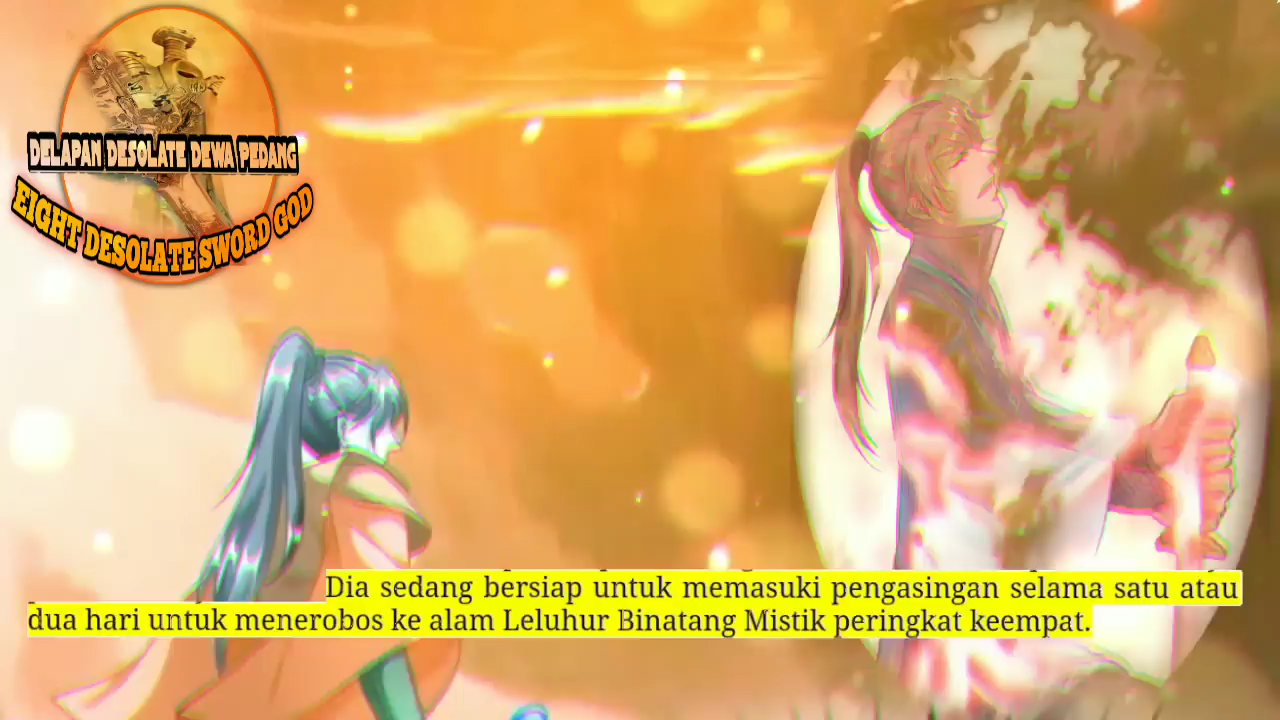 DELAPAN DESOLATE DEWA PEDANG
EIGHT DESOLATE SWORD GOD
Dia sedang bersiap untuk memasuki pengasingan selama satu atau
dua hari untuk menerobos ke alam Leluhur Binatang Mistik peringkat keempat.